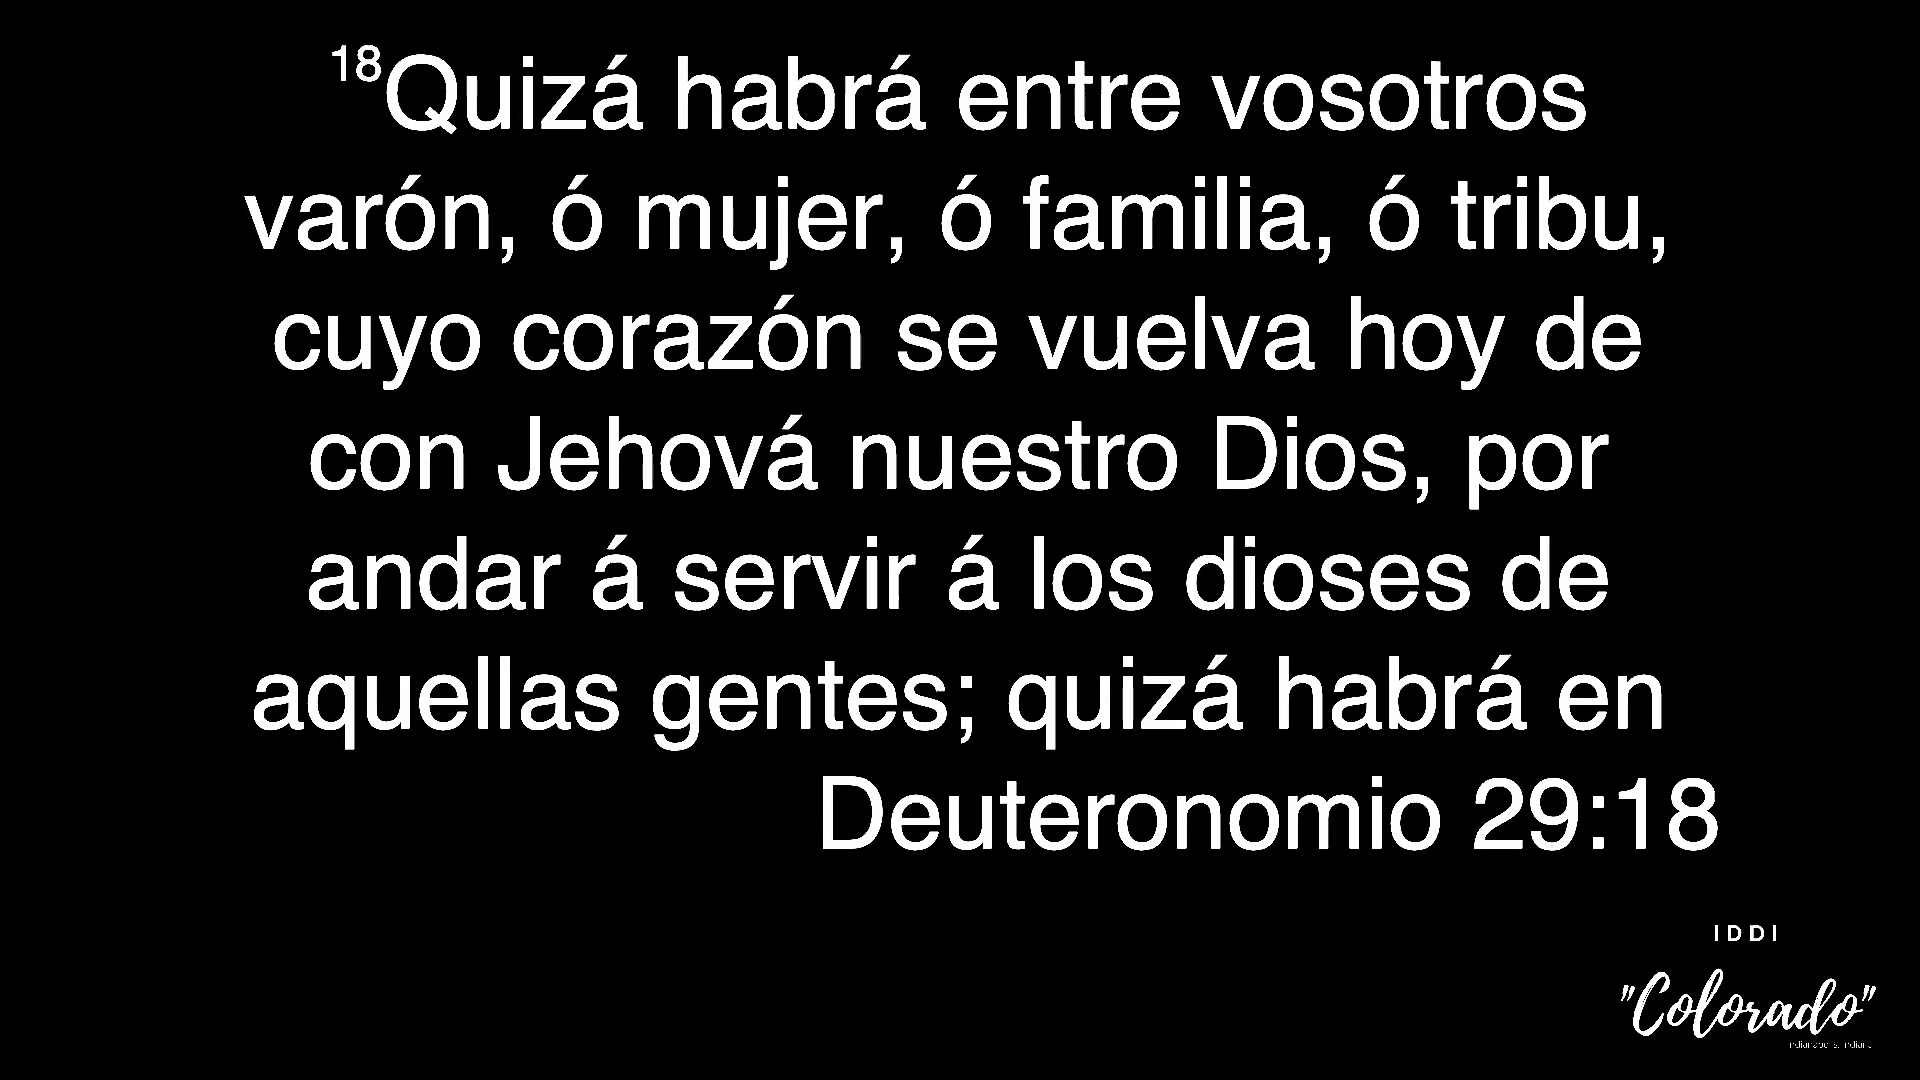 18Quizá habrá entre vosotros
varón, ó mujer, ó familia, ó tribu,
cuyo corazón se vuelva hoy de
con Jehová nuestro Dios, por
andar á servir á los dioses de
aquellas gentes; quizá habrá en
Deuteronomio 29:18
IDDI
"Colorado"